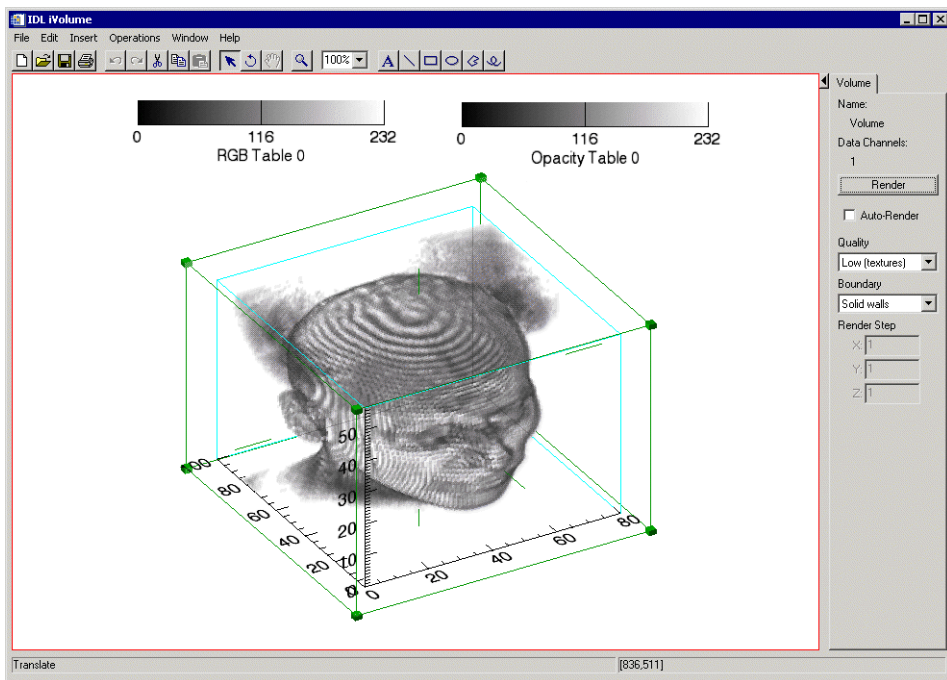 IDL iVolume
File Edit Insert Operations Window Help
100% A
Volume
Name:
Volume
Data Channels:
1
Render
Auto-Render
Quality
Low (textures)
Boundary
Solid walls
Render Step
X: 1
Y: 1
Z: 1
0 116 232
RGB Table 0
0 116 232
Opacity Table 0
50
40
30
20
10
0
00
80
60
40
20
0
0 20 40 60 80
Translate [836,511]